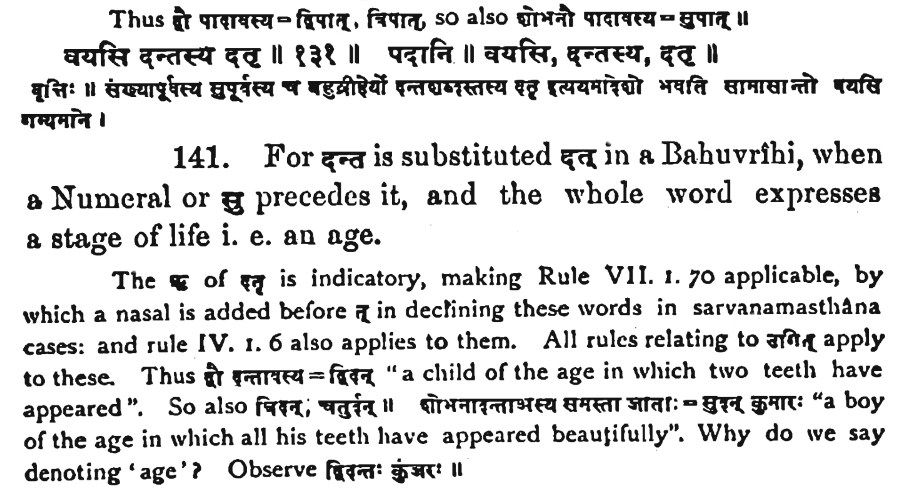 Thus द्वौ पादावस्य = द्विपात्, त्रिपात्, so also शोभनौ पादावस्य = सुपात् ॥
वयसि दन्तस्य दतृ ॥ १३१ ॥ पदानि ॥ वयसि, दन्तस्य, दतृ ॥
वृत्तिः ॥ संख्यापूर्वस्य सुपूर्वस्य च बहुव्रीहेर्यो दन्तशब्दस्तस्य दतृ इत्ययमादेशो भवति सामासान्तो वयसि
गम्यमाने ।
141. For दन्त is substituted दत् in a Bahuvrîhi, when
a Numeral or सु precedes it, and the whole word expresses
a stage of life i. e. an age.
The ऋ of दतृ is indicatory, making Rule VII. 1. 70 applicable, by
which a nasal is added before त् in declining these words in sarvanamasthâna
cases: and rule IV. 1. 6 also applies to them. All rules relating to उगित् apply
to these. Thus द्वौ दन्तावस्य = द्विदन् "a child of the age in which two teeth have
appeared". So also त्रिदन्, चतुर्दन् ॥ शोभनादन्ताअस्य समस्ता जाताः = सुदन् कुमारः "a boy
of the age in which all his teeth have appeared beautifully". Why do we say
denoting 'age'? Observe द्विदन्तः कुंजरः ॥